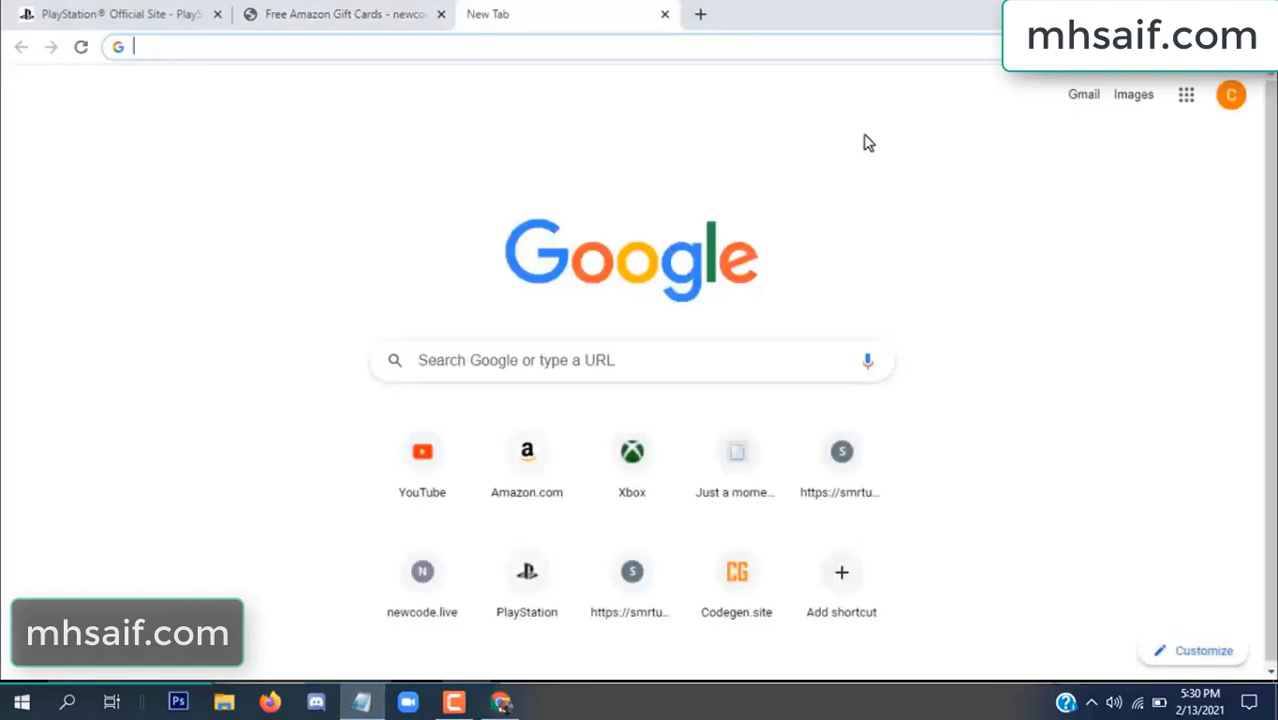 PlayStation® Official Site - PlayS
Free Amazon Gift Cards - newco
New Tab
mhsaif.com
Gmail
Images
C
Google
Search Google or type a URL
YouTube
Amazon.com
Xbox
Just a mome...
https://smrtu...
newcode.live
PlayStation
https://smrtu...
Codegen.site
Add shortcut
mhsaif.com
Customize
5:30 PM
2/13/2021